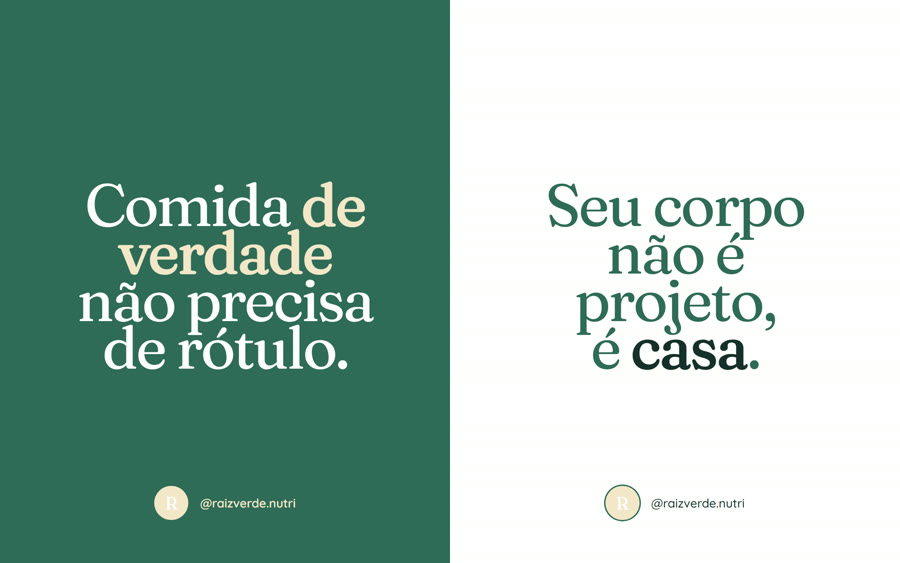 Comida de
verdade
não precisa
de rótulo.
R
@raizverde.nutri
Seu corpo
não é
projeto,
é casa.
R
@raizverde.nutri